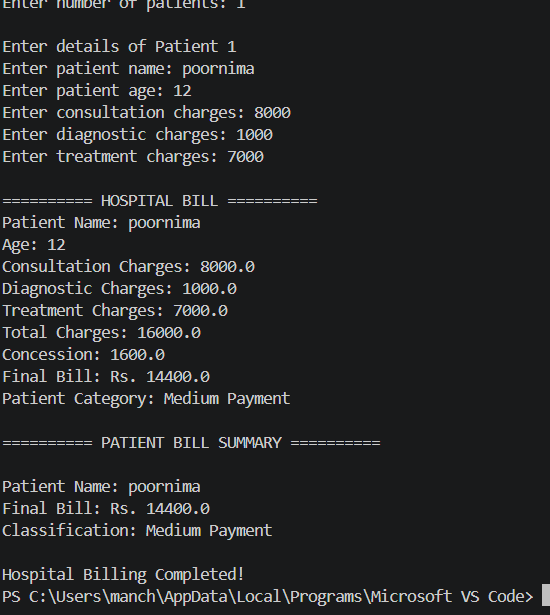 Enter number of patients: 1
Enter details of Patient 1
Enter patient name: poornima
Enter patient age: 12
Enter consultation charges: 8000
Enter diagnostic charges: 1000
Enter treatment charges: 7000
========== HOSPITAL BILL ==========
Patient Name: poornima
Age: 12
Consultation Charges: 8000.0
Diagnostic Charges: 1000.0
Treatment Charges: 7000.0
Total Charges: 16000.0
Concession: 1600.0
Final Bill: Rs. 14400.0
Patient Category: Medium Payment
========== PATIENT BILL SUMMARY ==========
Patient Name: poornima
Final Bill: Rs. 14400.0
Classification: Medium Payment
Hospital Billing Completed!
PS C:\Users\manch\AppData\Local\Programs\Microsoft VS Code>